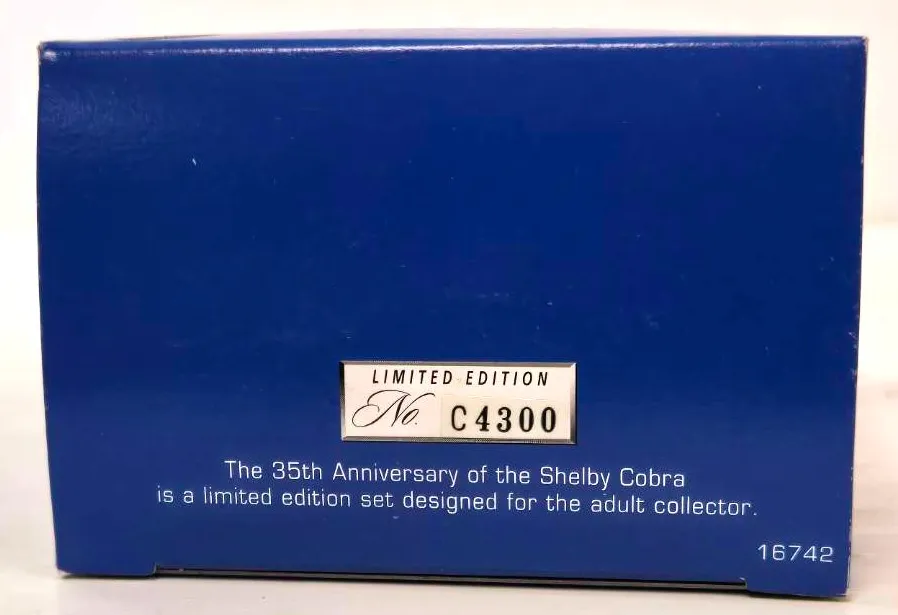 LIMITED EDITION
No. C4300
The 35th Anniversary of the Shelby Cobra
is a limited edition set designed for the adult collector.
16742